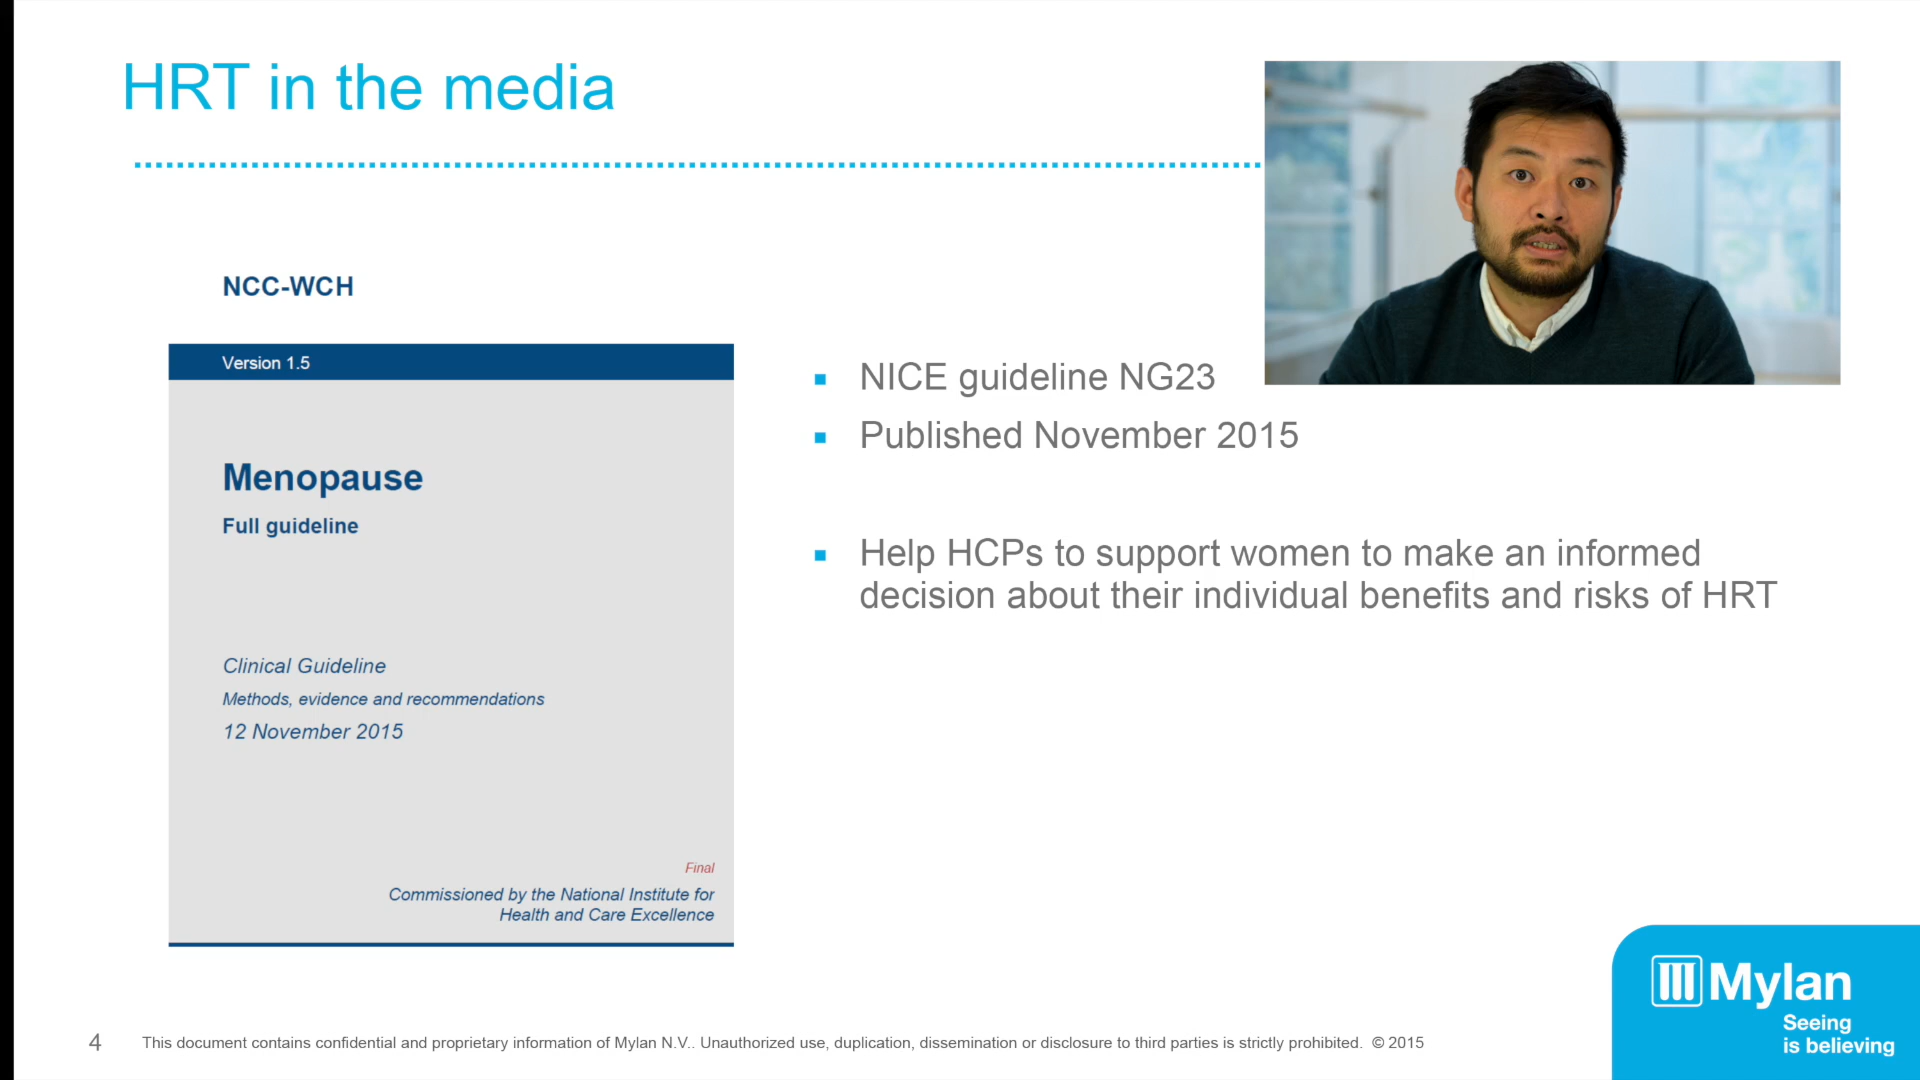 HRT in the media
NCC-WCH
Version 1.5
Menopause
Full guideline
Clinical Guideline
Methods, evidence and recommendations
12 November 2015
Final
Commissioned by the National Institute for
Health and Care Excellence
NICE guideline NG23
Published November 2015
Help HCPs to support women to make an informed
decision about their individual benefits and risks of HRT
Mylan
Seeing
is believing
4 This document contains confidential and proprietary information of Mylan N.V.. Unauthorized use, duplication, dissemination or disclosure to third parties is strictly prohibited. © 2015